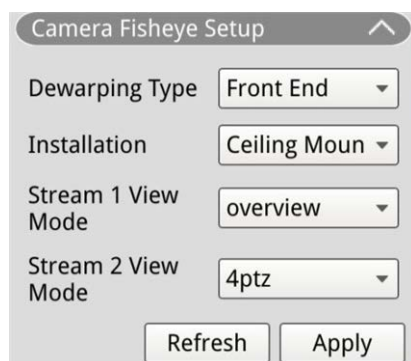 Camera Fisheye Setup
Dewarping Type Front End
Installation Ceiling Moun
Stream 1 View
Mode
overview
Stream 2 View
Mode
4ptz
Refresh Apply